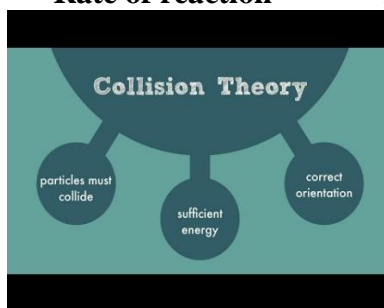 Rate of reaction
Collision Theory
particles must
collide
sufficient
energy
correct
orientation